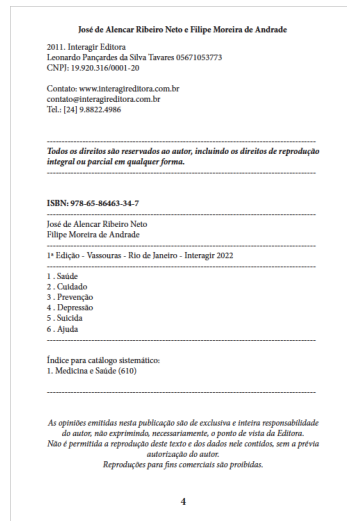 José de Alencar Ribeiro Neto e Filipe Moreira de Andrade
2011. Interagir Editora
Leonardo Pançardes da Silva Tavares 05671053773
CNPJ: 19.920.316/0001-20
Contato: www.interagireditora.com.br
contato@interagireditora.com.br
Tel.: [24] 9.8822.4986
Todos os direitos são reservados ao autor, incluindo os direitos de reprodução
integral ou parcial em qualquer forma.
ISBN: 978-65-86463-34-7
José de Alencar Ribeiro Neto
Filipe Moreira de Andrade
1ª Edição - Vassouras - Rio de Janeiro - Interagir 2022
1 . Saúde
2 . Cuidado
3 . Prevenção
4 . Depressão
5 . Suicida
6 . Ajuda
Índice para catálogo sistemático:
1. Medicina e Saúde (610)
As opiniões emitidas nesta publicação são de exclusiva e inteira responsabilidade
do autor, não exprimindo, necessariamente, o ponto de vista da Editora.
Não é permitida a reprodução deste texto e dos dados nele contidos, sem a prévia
autorização do autor.
Reproduções para fins comerciais são proibidas.
4